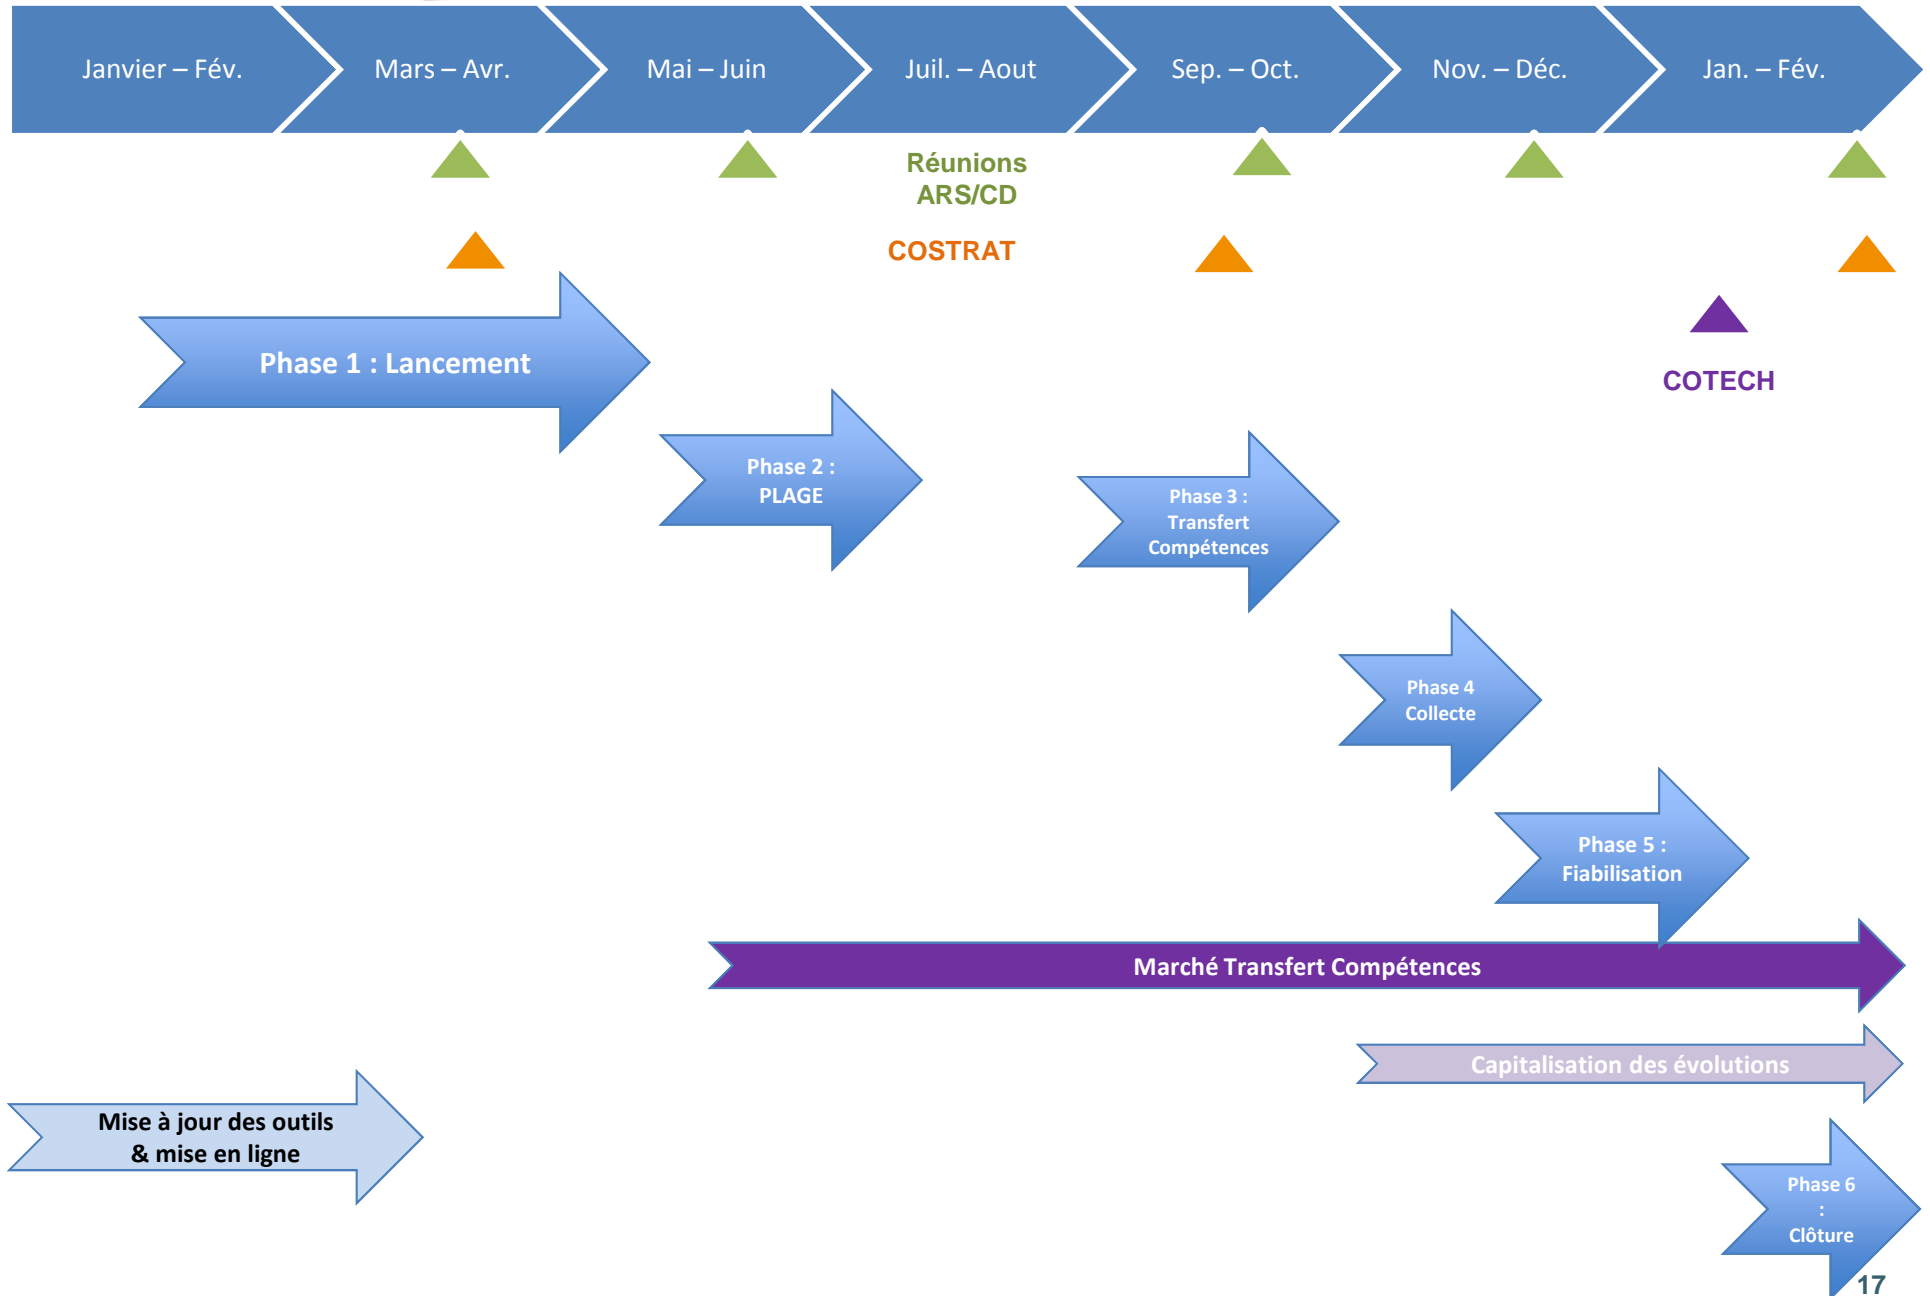 Janvier – Fév.
Mars – Avr.
Mai – Juin
Juil. – Aout
Sep. – Oct.
Nov. – Déc.
Jan. – Fév.
Réunions
ARS/CD
COSTRAT
COTECH
Phase 1 : Lancement
Phase 2 :
PLAGE
Phase 3 :
Transfert
Compétences
Phase 4
Collecte
Phase 5 :
Fiabilisation
Marché Transfert Compétences
Capitalisation des évolutions
Mise à jour des outils
& mise en ligne
Phase 6
:
Clôture
17